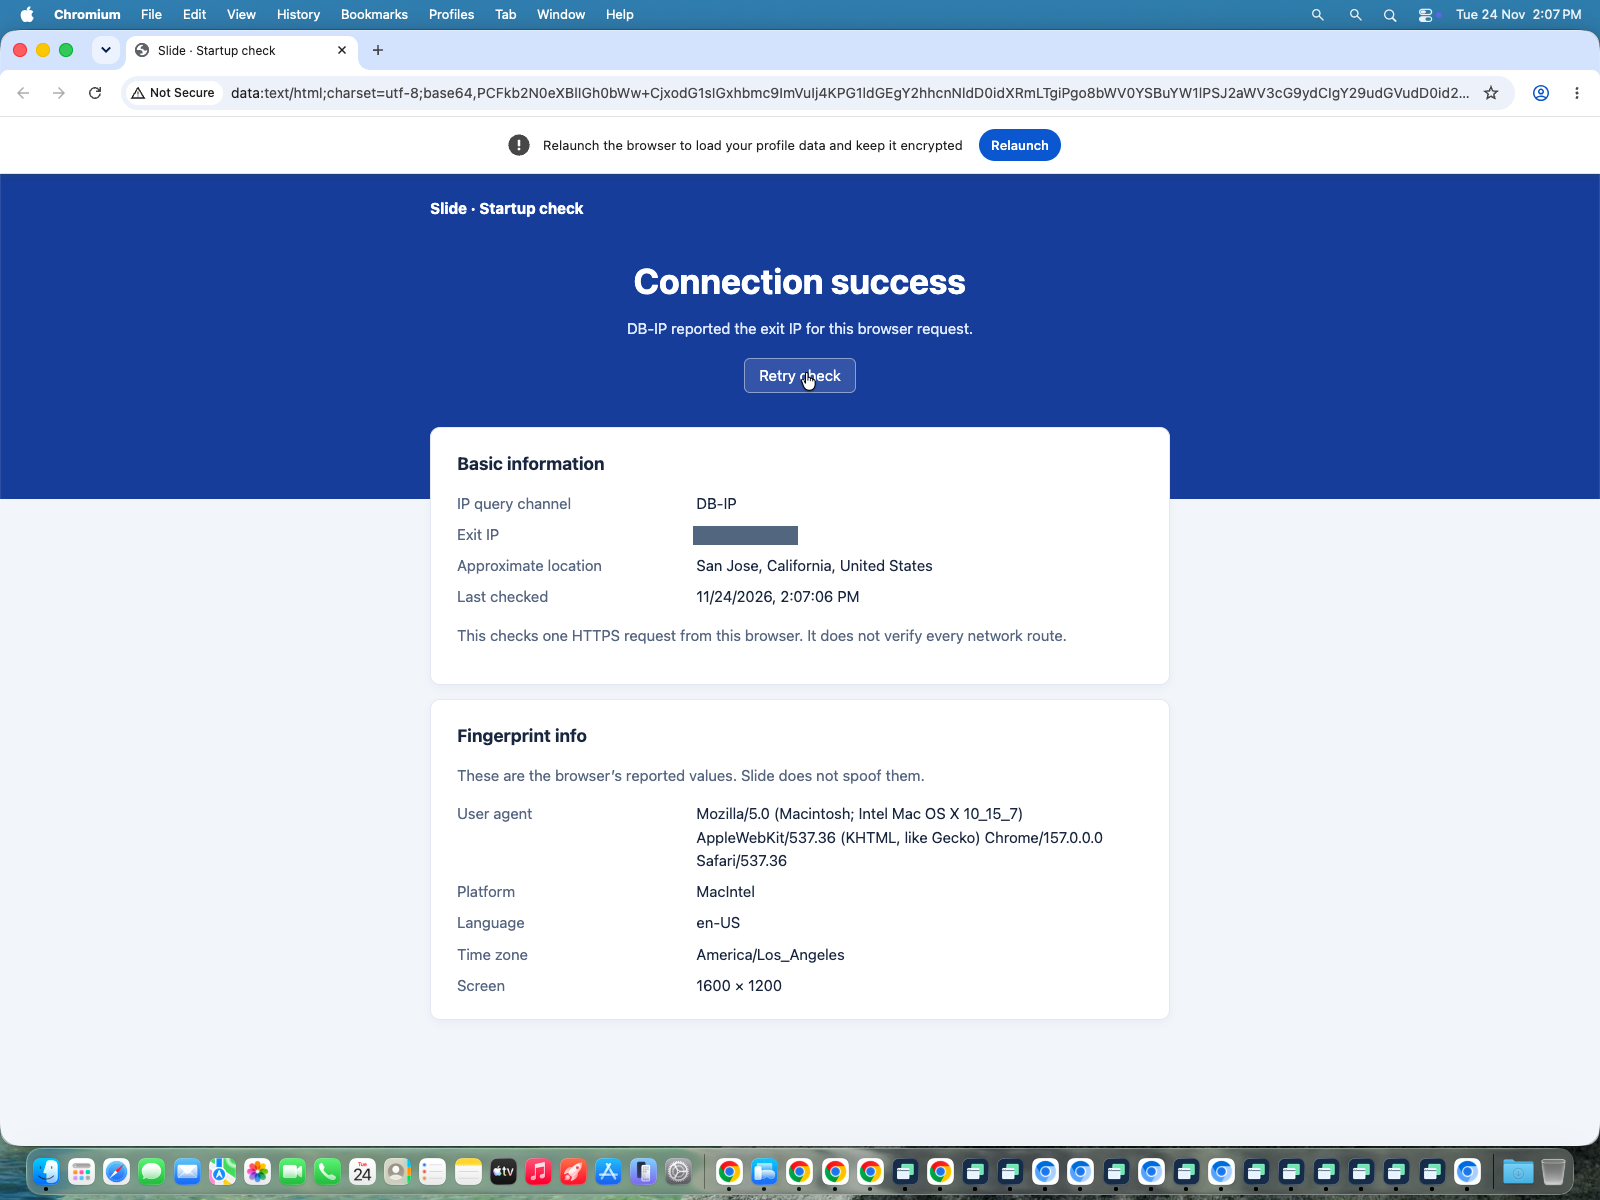 Chromium File Edit View History Bookmarks Profiles Tab Window Help Tue 24 Nov 2:07 PM
Slide · Startup check
Not Secure data:text/html;charset=utf-8;base64,PCFkb2N0eXBlIGh0bWw+CjxodG1sIGxhbmc9ImVuIj4KPG1ldGEgY2hhcnNldD0idXRmLTgiPgo8bWV0YSBuYW1lPSJ2aWV3cG9ydCIgY29udGVudD0id2...
Relaunch the browser to load your profile data and keep it encrypted Relaunch
Slide · Startup check
Connection success
DB-IP reported the exit IP for this browser request.
Retry check
Basic information
IP query channel DB-IP
Exit IP
Approximate location San Jose, California, United States
Last checked 11/24/2026, 2:07:06 PM
This checks one HTTPS request from this browser. It does not verify every network route.
Fingerprint info
These are the browser's reported values. Slide does not spoof them.
User agent Mozilla/5.0 (Macintosh; Intel Mac OS X 10_15_7)
AppleWebKit/537.36 (KHTML, like Gecko) Chrome/157.0.0.0
Safari/537.36
Platform MacIntel
Language en-US
Time zone America/Los_Angeles
Screen 1600 × 1200
Tue
24
tv